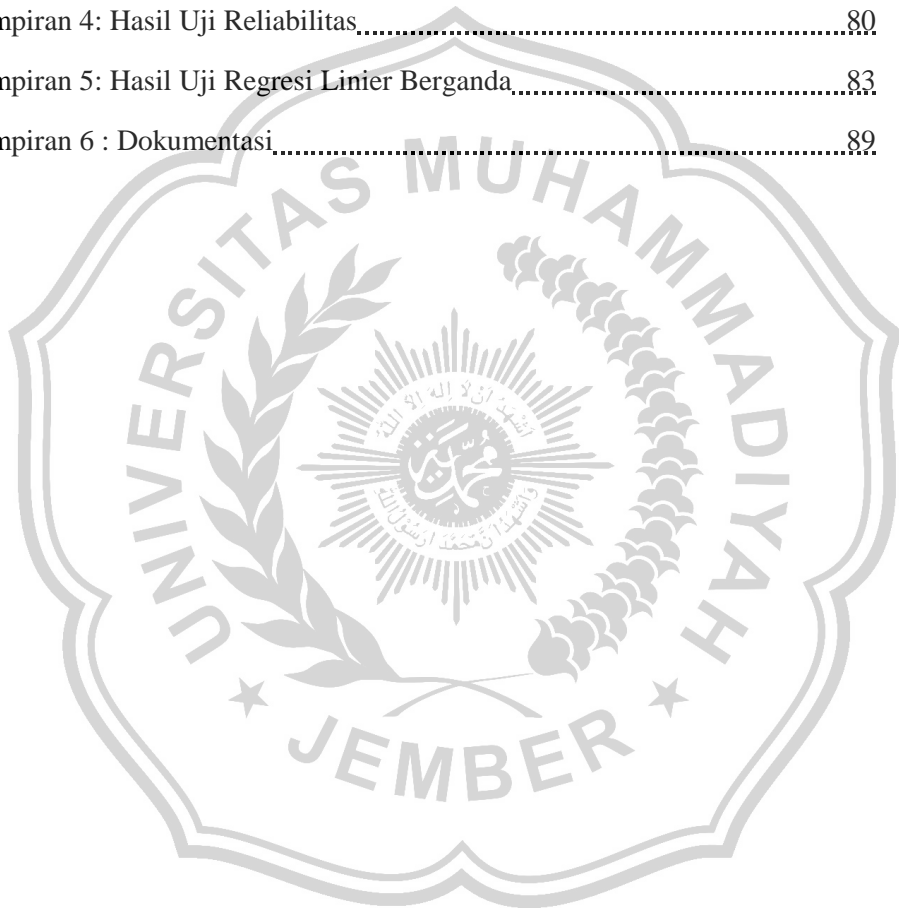 mpiran 4: Hasil Uji Reliabilitas 80
mpiran 5: Hasil Uji Regresi Linier Berganda 83
mpiran 6 : Dokumentasi 89
UNIVERSITAS MUHAMMADIYAH
JEMBER